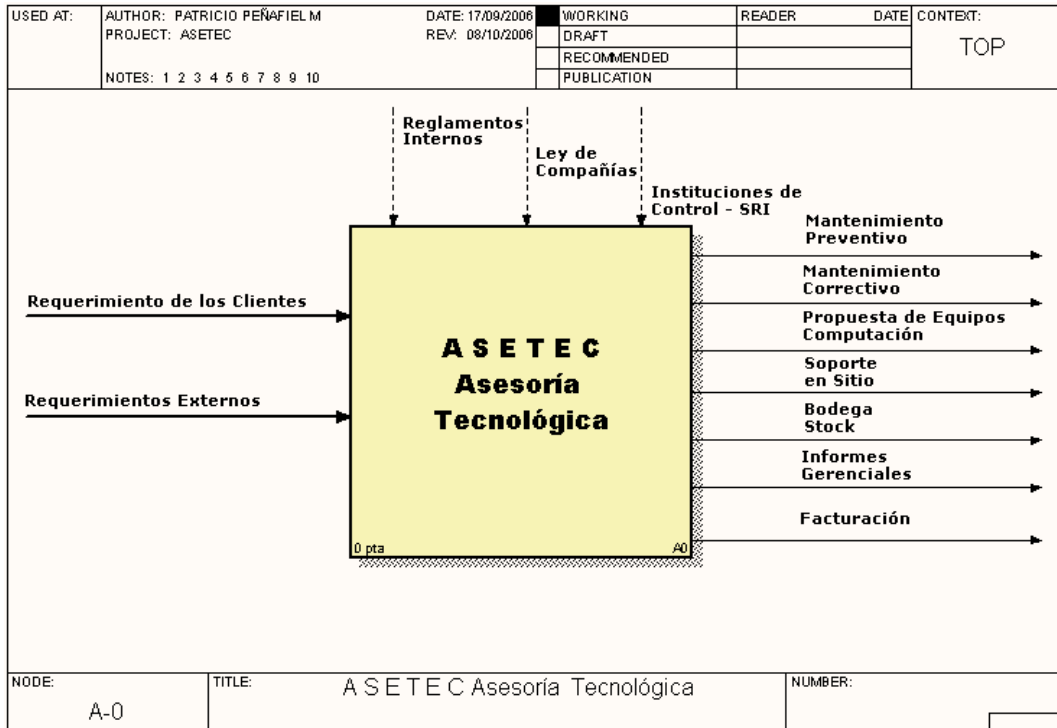 USED AT:
AUTHOR: PATRICIO PEÑAFIEL M
DATE: 17/09/2006
WORKING
READER
DATE
CONTEXT:
PROJECT: ASETEC
REV: 08/10/2006
DRAFT
TOP
RECOMMENDED
NOTES: 1 2 3 4 5 6 7 8 9 10
PUBLICATION
Reglamentos
Internos
Ley de
Compañías
Instituciones de
Control - SRI
Requerimiento de los Clientes
Requerimientos Externos
A S E T E C
Asesoría
Tecnológica
0 pta
A0
Mantenimiento
Preventivo
Mantenimiento
Correctivo
Propuesta de Equipos
Computación
Soporte
en Sitio
Bodega
Stock
Informes
Gerenciales
Facturación
NODE:
A-0
TITLE:
A S E T E C Asesoría Tecnológica
NUMBER: